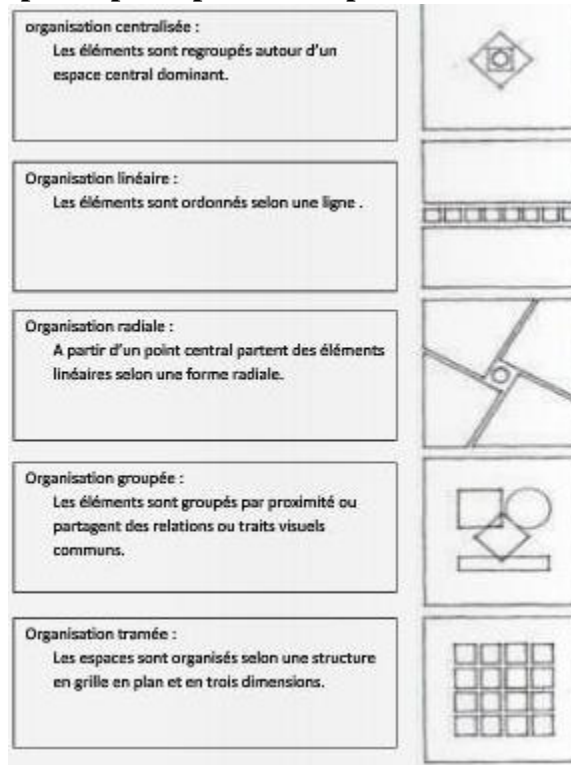 organisation centralisée :
Les éléments sont regroupés autour d'un
espace central dominant.
Organisation linéaire :
Les éléments sont ordonnés selon une ligne .
Organisation radiale :
A partir d'un point central partent des éléments
linéaires selon une forme radiale.
Organisation groupée :
Les éléments sont groupés par proximité ou
partagent des relations ou traits visuels
communs.
Organisation tramée :
Les espaces sont organisés selon une structure
en grille en plan et en trois dimensions.